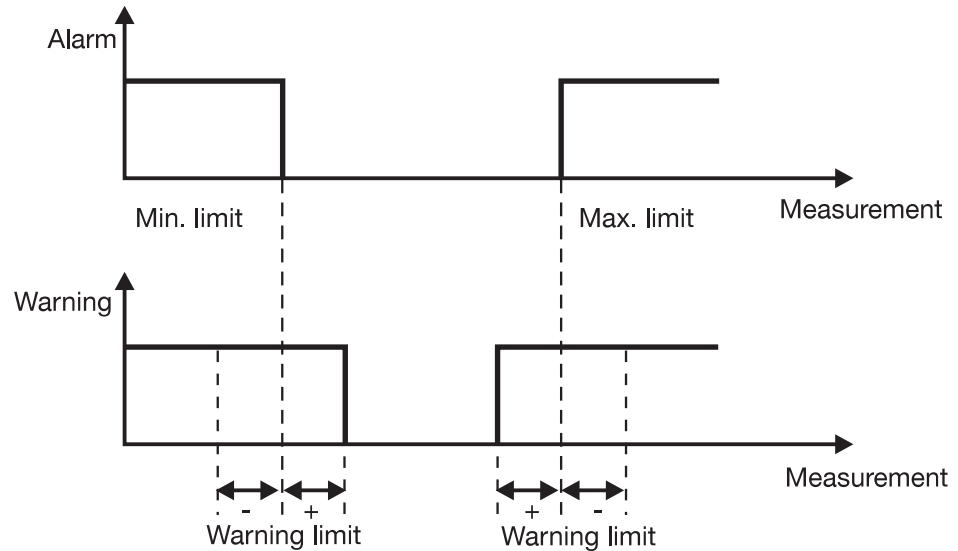 Alarm
Min. limit
Max. limit
Measurement
Warning
Measurement
- + + -
Warning limit Warning limit